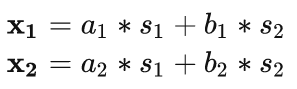 x₁ = a₁ * s₁ + b₁ * s₂
x₂ = a₂ * s₁ + b₂ * s₂